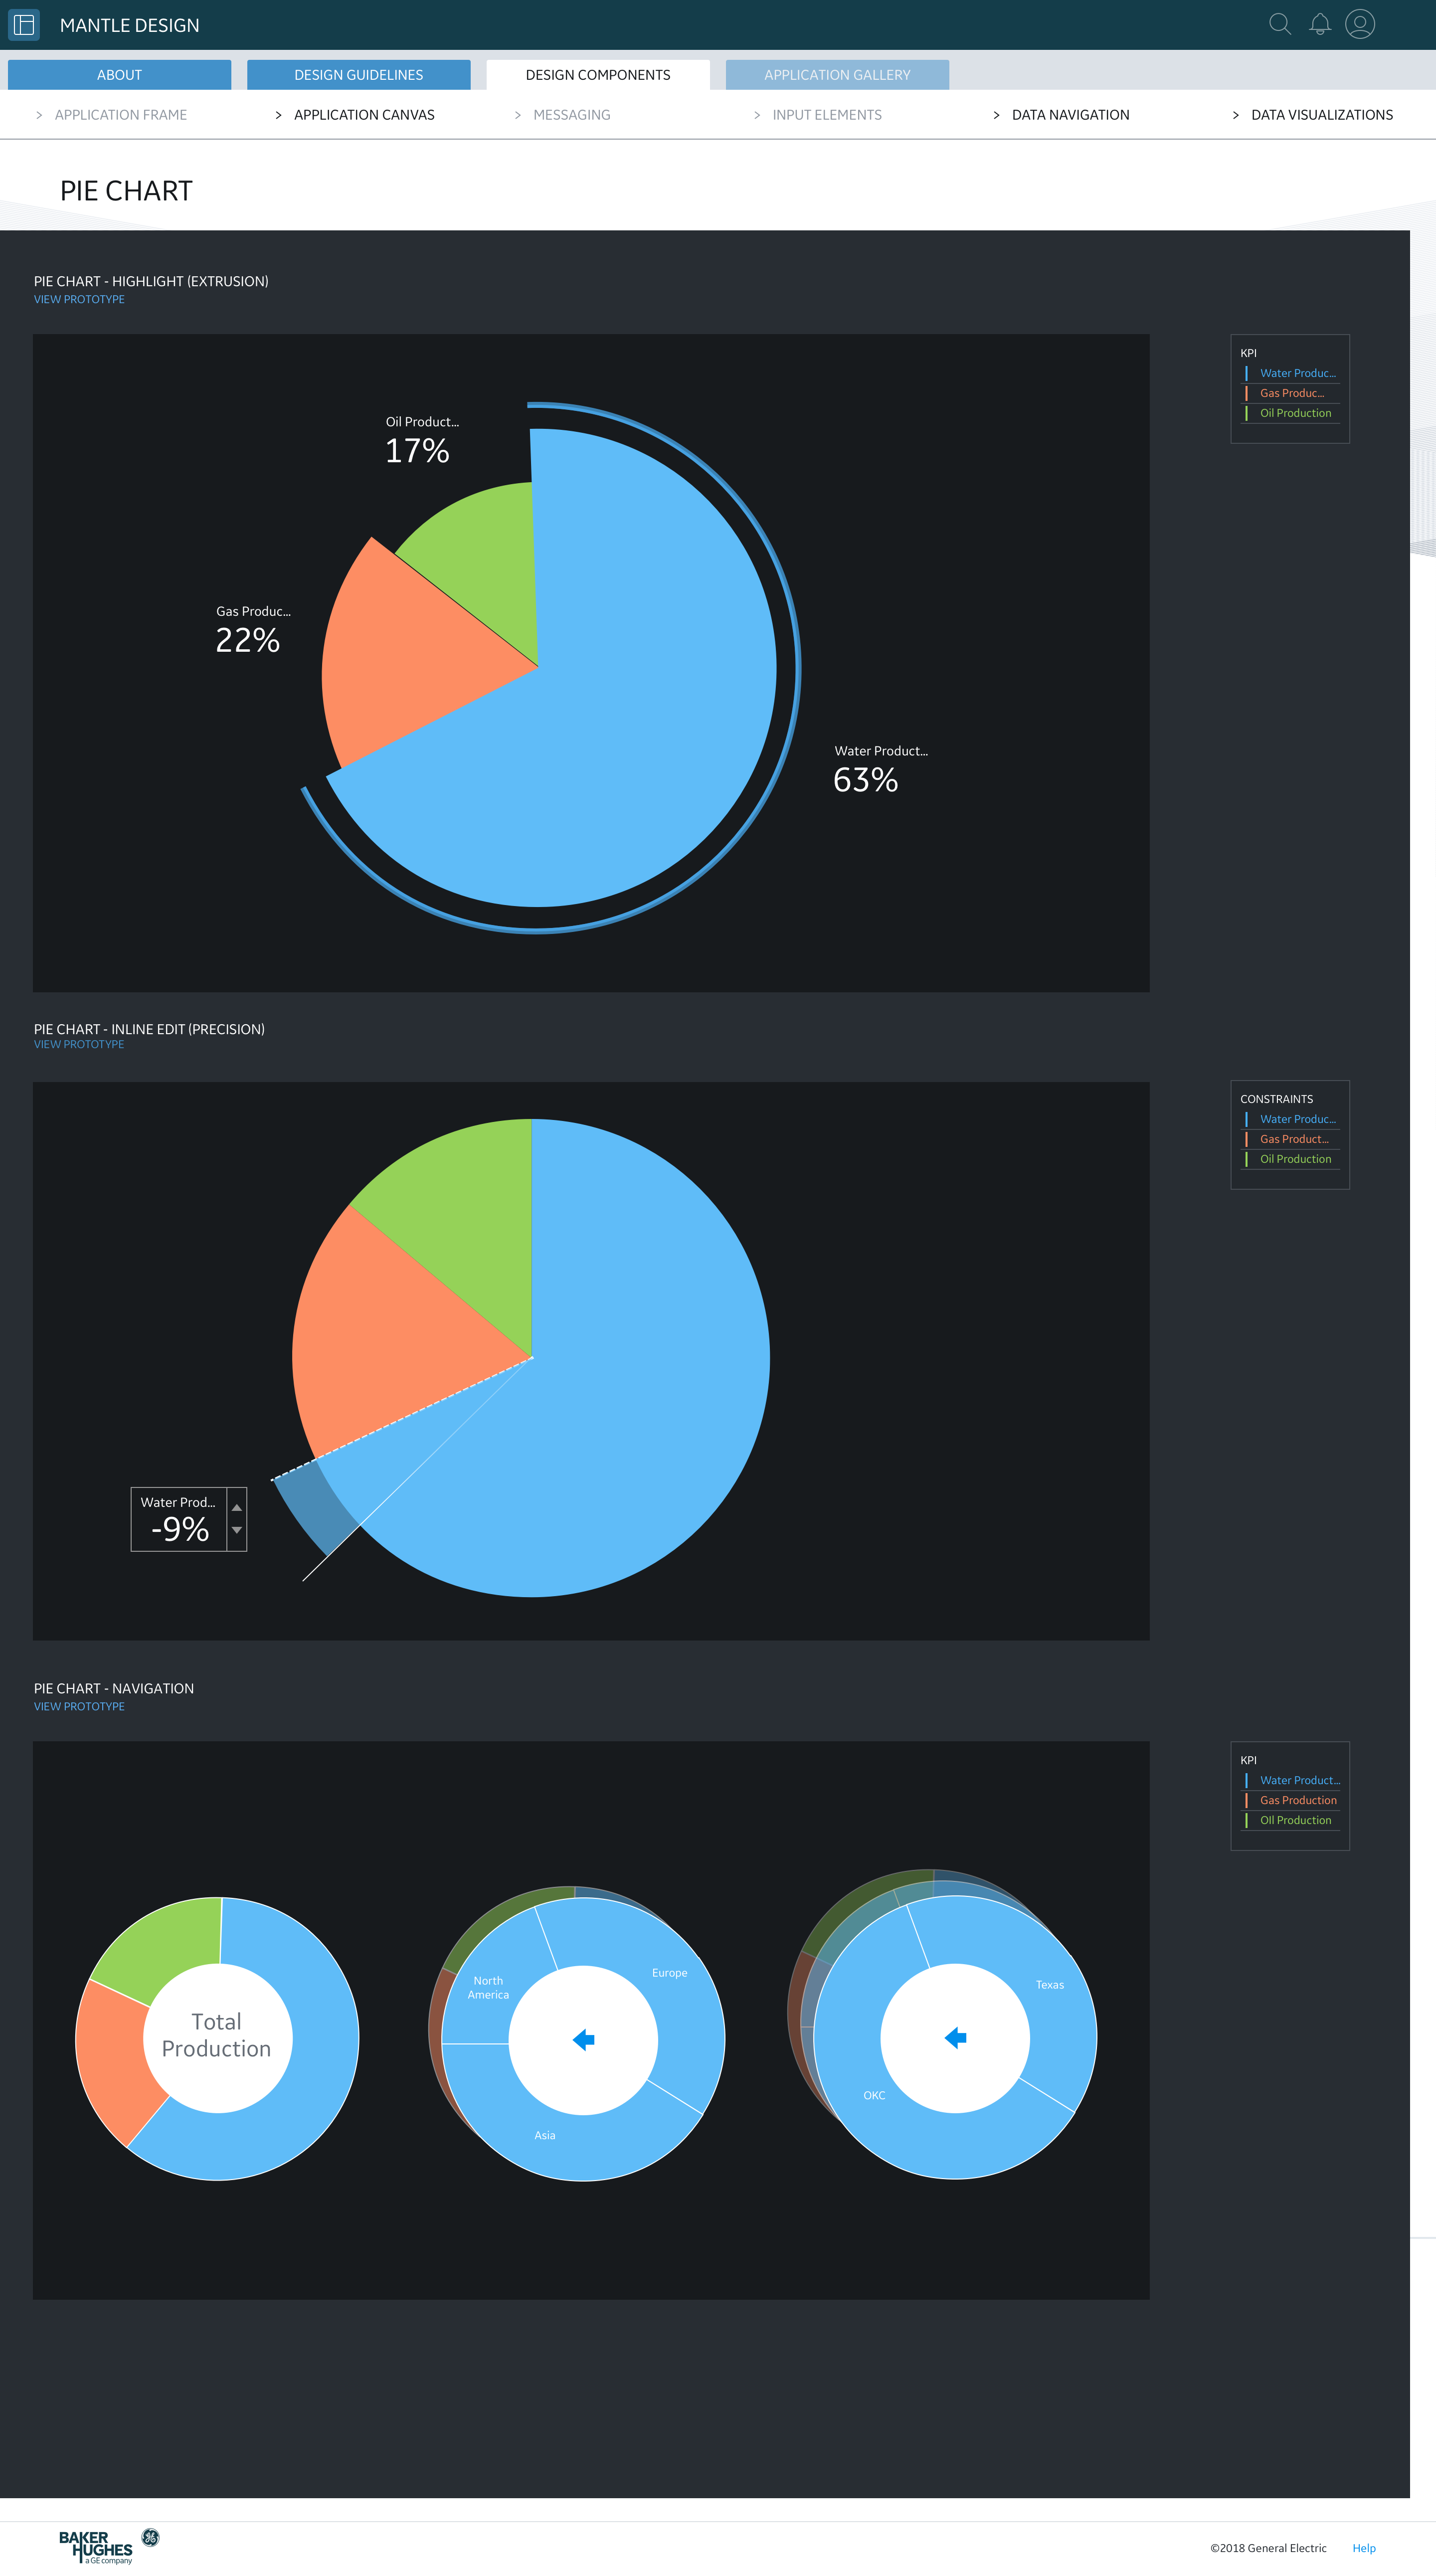 MANTLE DESIGN
ABOUT
DESIGN GUIDELINES
DESIGN COMPONENTS
APPLICATION GALLERY
> APPLICATION FRAME
> APPLICATION CANVAS
> MESSAGING
> INPUT ELEMENTS
> DATA NAVIGATION
> DATA VISUALIZATIONS
PIE CHART
PIE CHART - HIGHLIGHT (EXTRUSION)
VIEW PROTOTYPE
Oil Product...
17%
Gas Produc...
22%
Water Product...
63%
KPI
Water Produc...
Gas Produc...
Oil Production
PIE CHART - INLINE EDIT (PRECISION)
VIEW PROTOTYPE
Water Prod...
-9%
CONSTRAINTS
Water Produc...
Gas Product...
Oil Production
PIE CHART - NAVIGATION
VIEW PROTOTYPE
Total
Production
North
America
Europe
Asia
Texas
OKC
KPI
Water Product...
Gas Production
OIl Production
BAKER
HUGHES
a GE company
GE
©2018 General Electric
Help